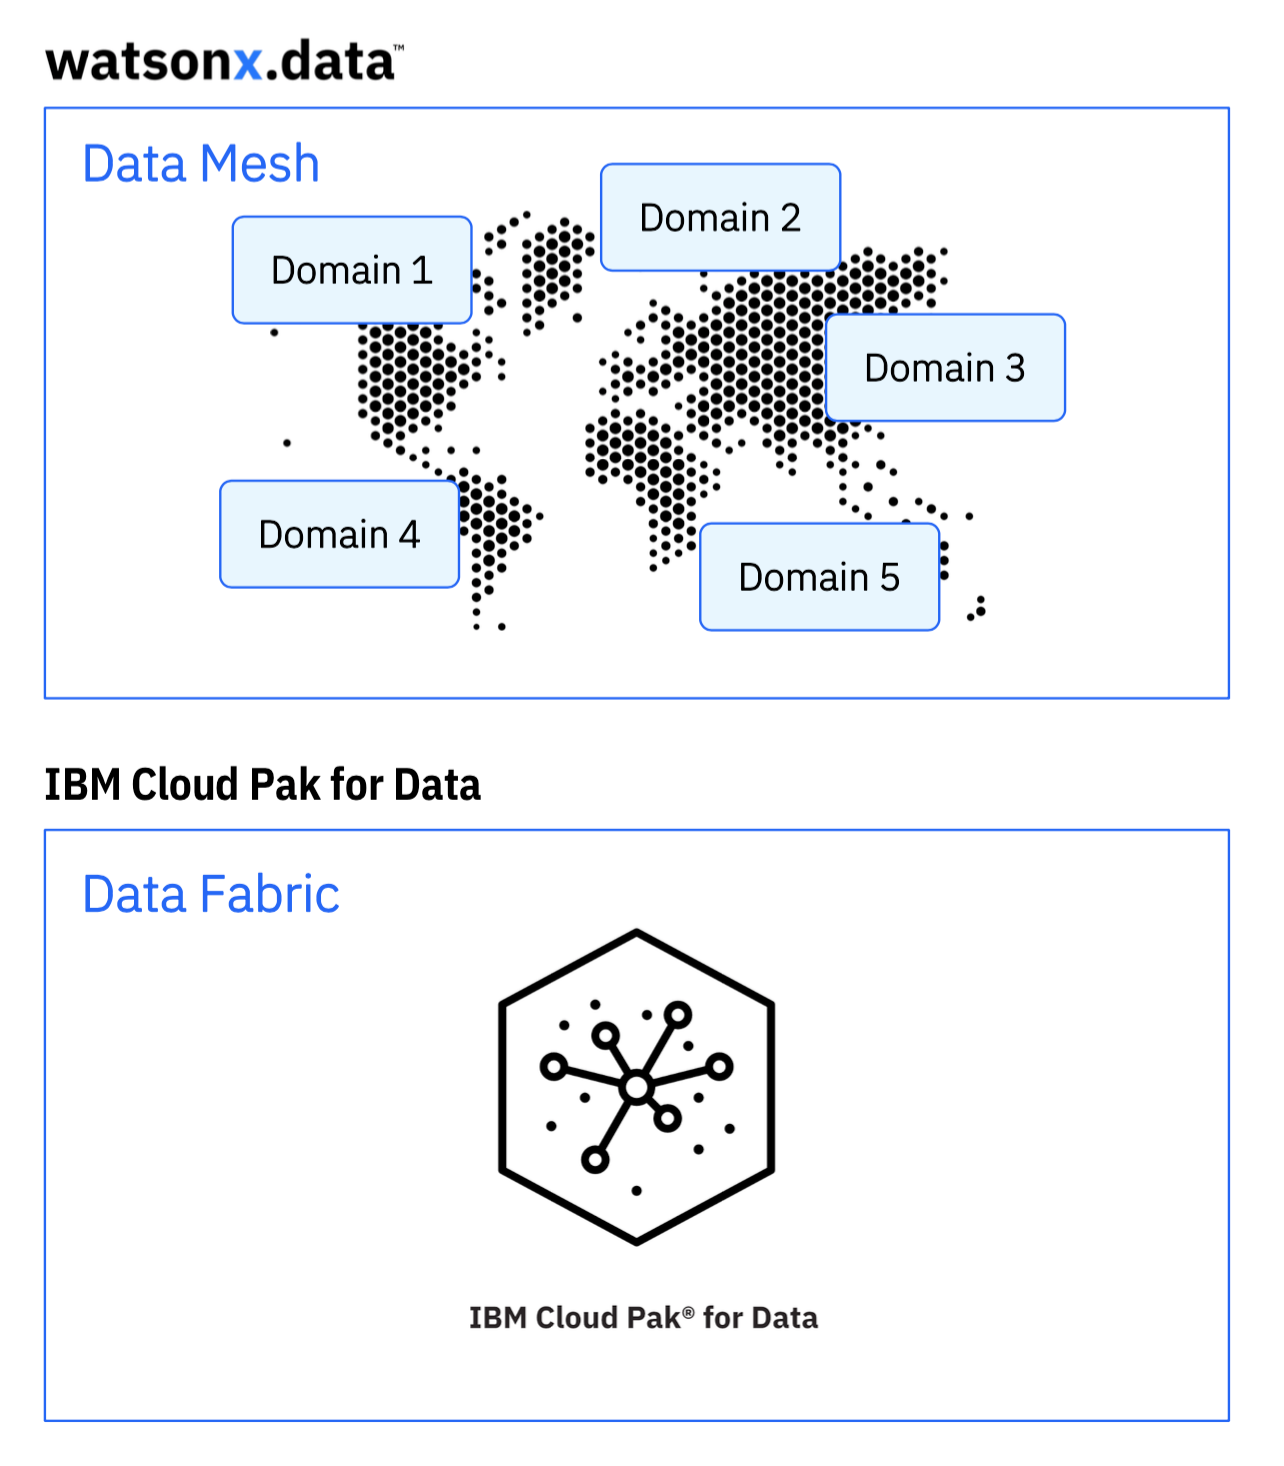 watsonx.data™
Data Mesh
Domain 2
Domain 1
Domain 3
Domain 4
Domain 5
IBM Cloud Pak for Data
Data Fabric
IBM Cloud Pak® for Data